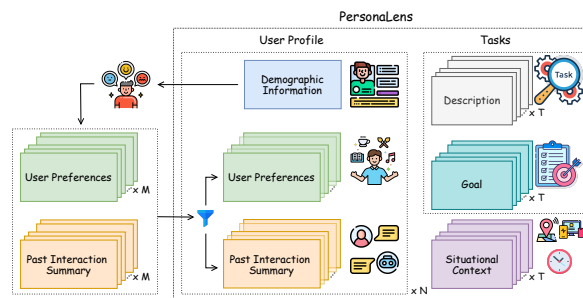 PersonaLens
User Profile
Tasks
Demographic
Information
Description
Task
x T
User Preferences
x M
User Preferences
Goal
x T
Past Interaction
Summary
x M
Past Interaction
Summary
Situational
Context
x T
x N